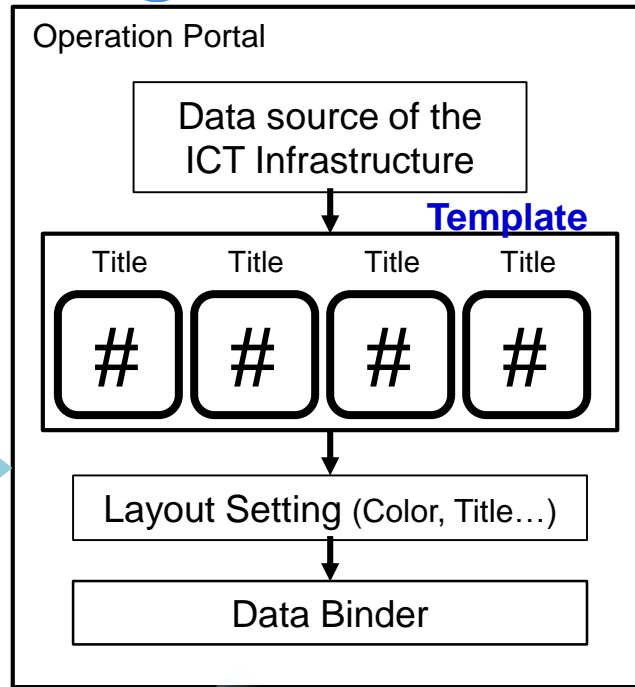 Operation Portal
Data source of the
ICT Infrastructure
Template
Title Title Title Title
# # # #
Layout Setting (Color, Title…)
Data Binder